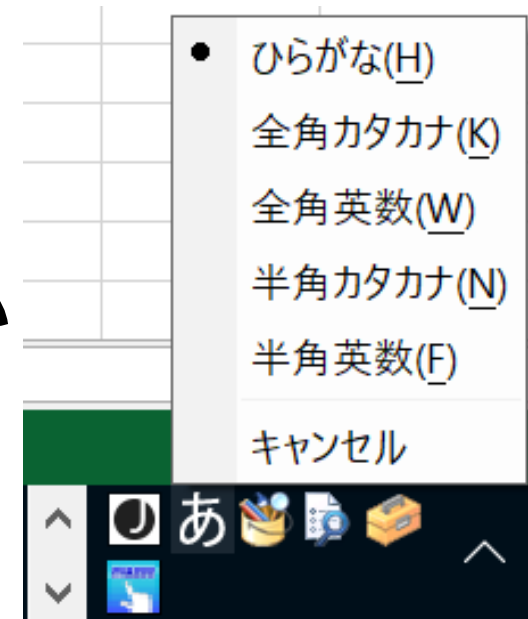 ひらがな(H)
全角カタカナ(K)
全角英数(W)
半角カタカナ(N)
半角英数(F)
キャンセル
J あ